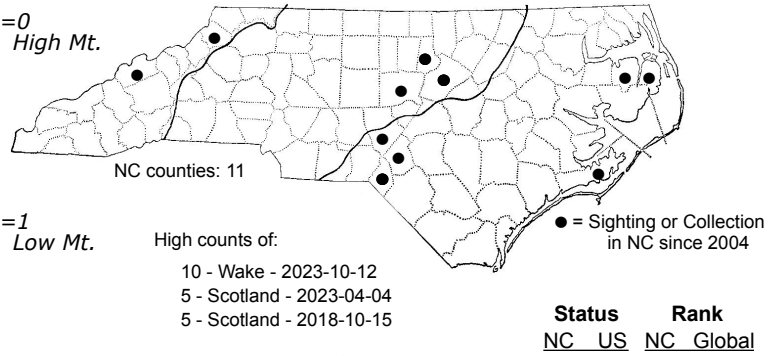 =0
High Mt.
NC counties: 11
=1
Low Mt.
High counts of:
10 - Wake - 2023-10-12
5 - Scotland - 2023-04-04
5 - Scotland - 2018-10-15
● = Sighting or Collection
in NC since 2004
Status Rank
NC US NC Global